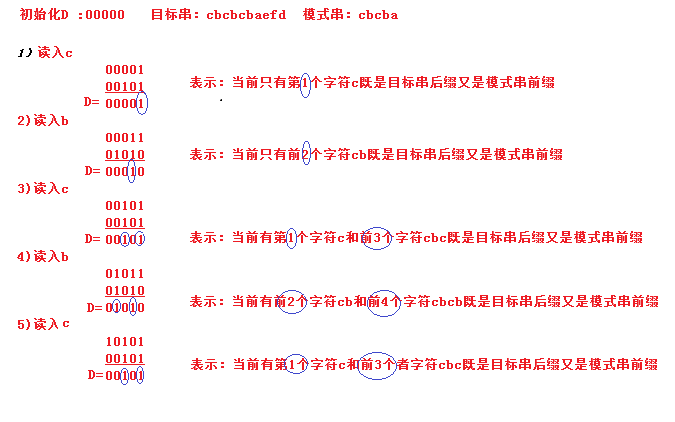 初始化D :00000 目标串: cbcbcbaefd 模式串: cbcba
1) 读入c
00001
00101 表示: 当前只有第1个字符c既是目标串后缀又是模式串前缀
D= 00001
2)读入b
00011
01010 表示: 当前只有前2个字符cb既是目标串后缀又是模式串前缀
D= 00010
3)读入c
00101
00101
D= 00101 表示: 当前有第1个字符c和前3个字符cbc既是目标串后缀又是模式串前缀
4)读入b
01011
01010 表示: 当前有前2个字符cb和前4个字符cbcb既是目标串后缀又是模式串前缀
D=01010
5)读入c
10101
00101 表示: 当前有第1个字符c和前3个者字符cbc既是目标串后缀又是模式串前缀
D=00101